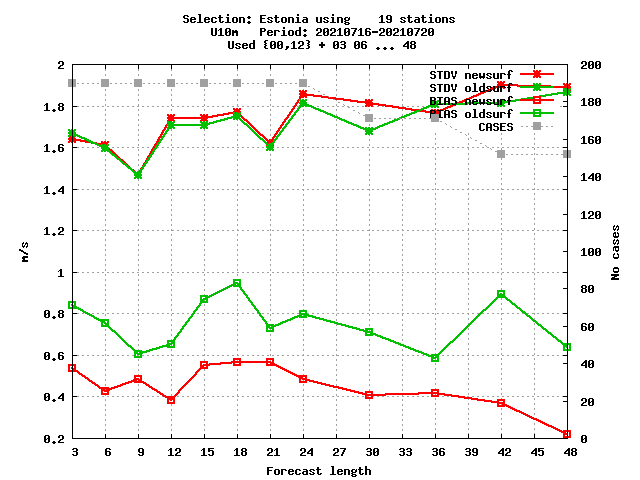 Selection: Estonia using    19 stations
U10m   Period: 20210716-20210720
Used {00,12} + 03 06 ... 48
2
1.8
1.6
1.4
1.2
1
0.8
0.6
0.4
0.2
m/s
200
180
160
140
120
100
80
60
40
20
0
No cases
STDV newsurf
STDV oldsurf
BIAS newsurf
BIAS oldsurf
CASES
3 6 9 12 15 18 21 24 27 30 33 36 39 42 45 48
Forecast length